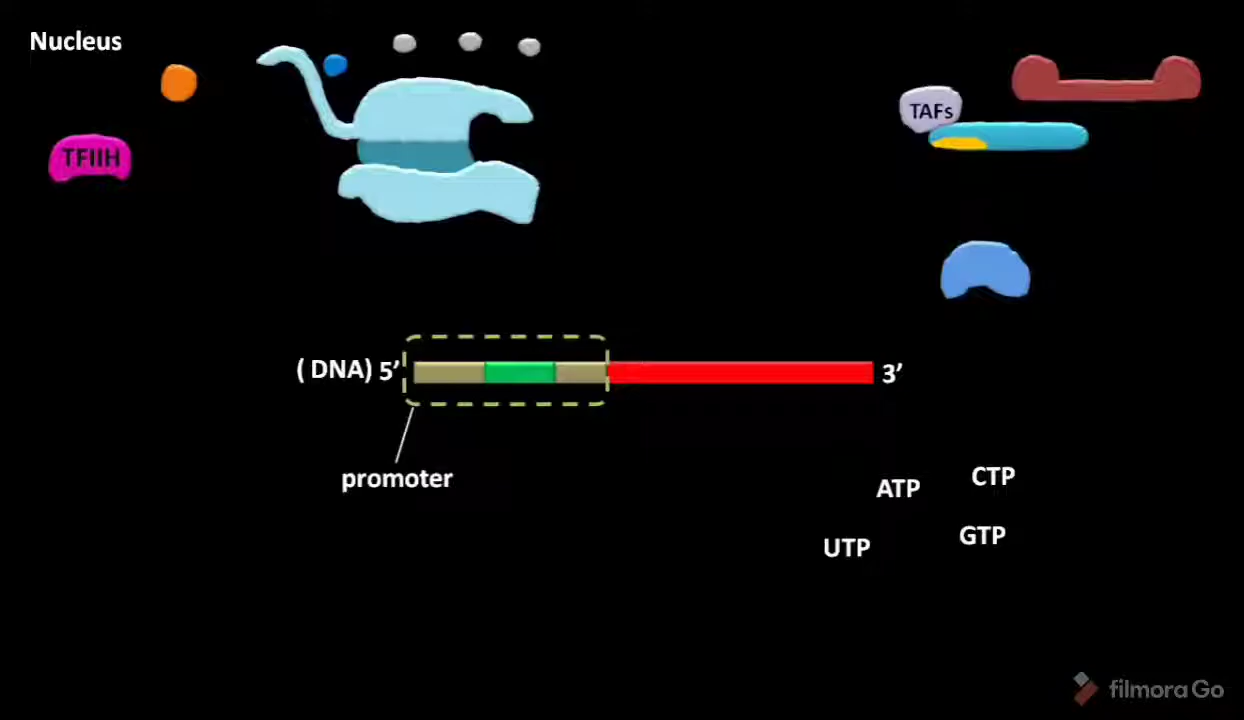 Nucleus
TAFs
TFIIH
( DNA) 5’
3’
promoter
ATP
CTP
UTP
GTP
filmora Go